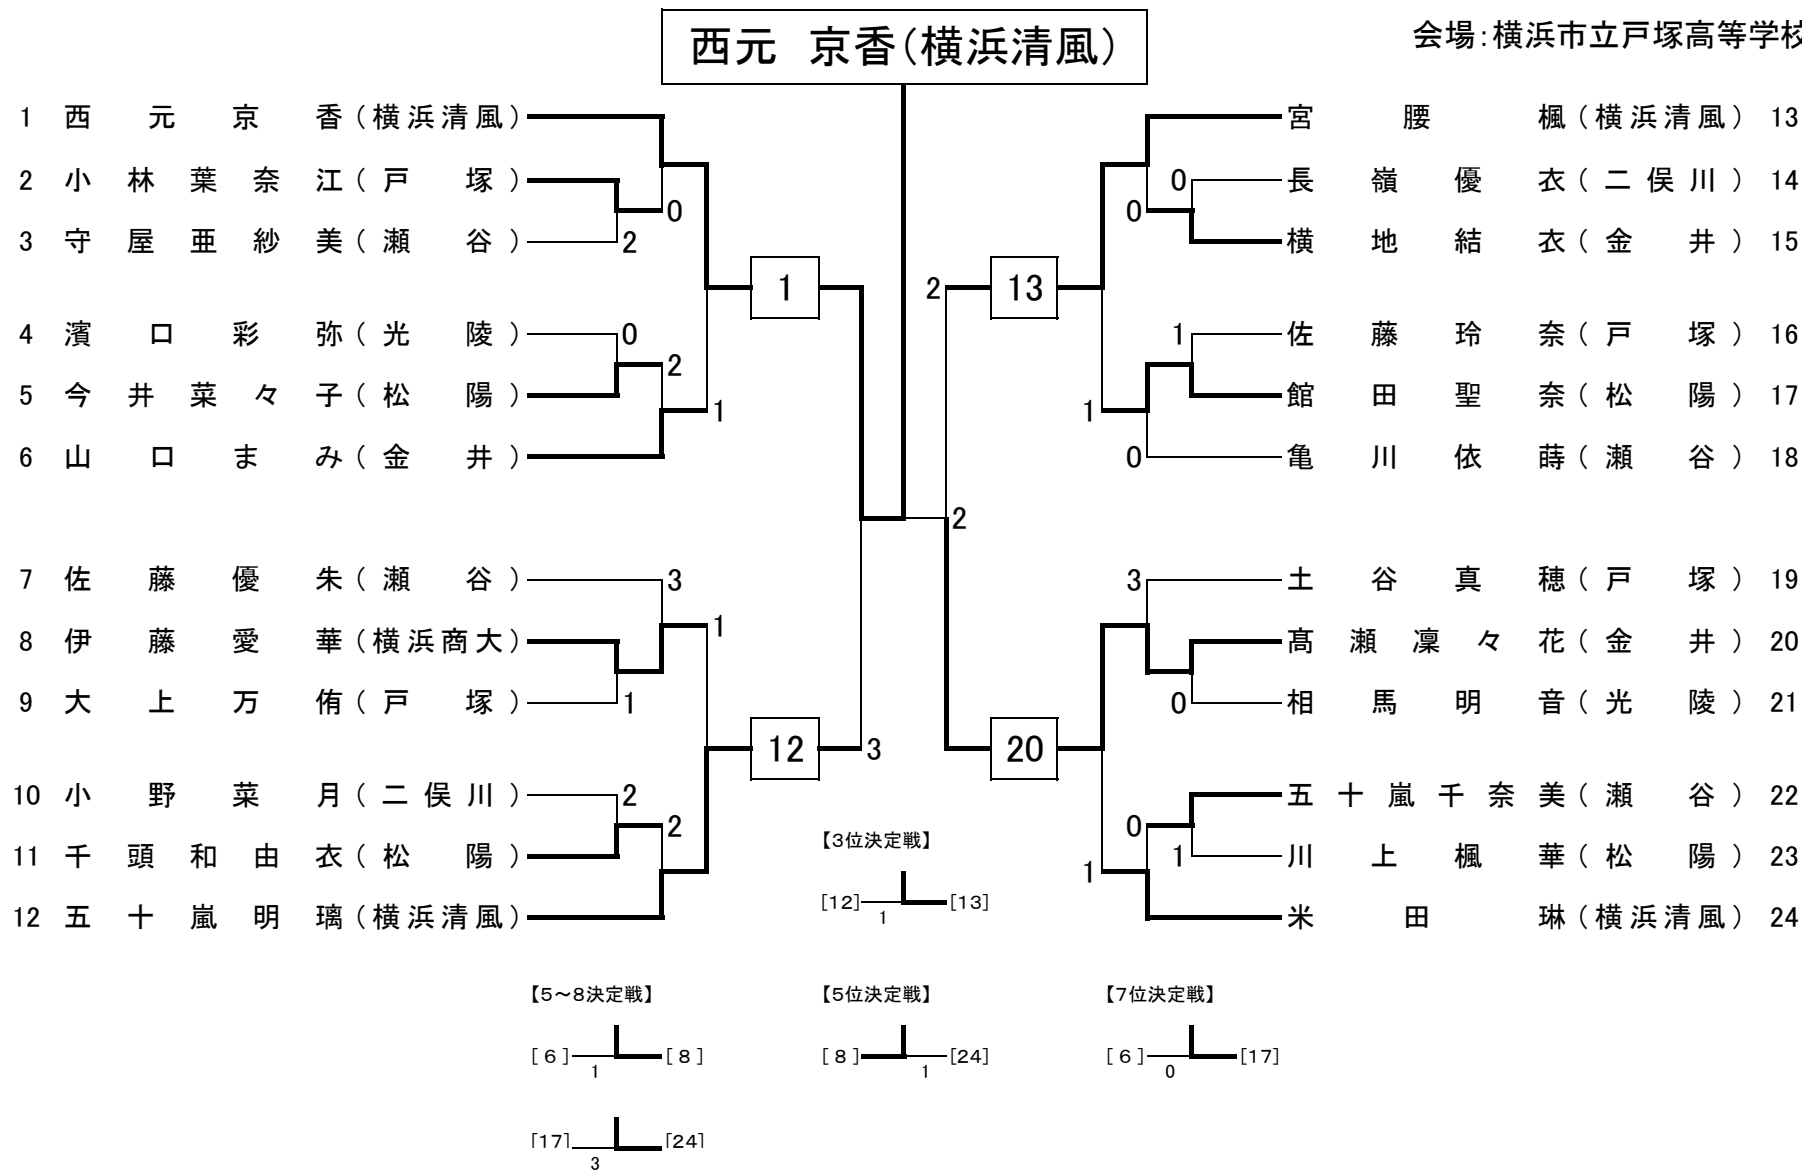 西元 京香(横浜清風)
会場:横浜市立戸塚高等学校
1 西元京香(横浜清風)
宮腰楓(横浜清風) 13
2 小林葉奈江(戸塚)
0 長嶺優衣(二俣川) 14
0
0
3 守屋亜紗美(瀬谷) 2
横地結衣(金井) 15
1
2 13
4 濱口彩弥(光陵) 0
1 佐藤玲奈(戸塚) 16
2
5 今井菜々子(松陽)
館田聖奈(松陽) 17
1
1
6 山口まみ(金井)
0 亀川依蒔(瀬谷) 18
2
7 佐藤優朱(瀬谷) 3
3 土谷真穂(戸塚) 19
1
8 伊藤愛華(横浜商大)
髙瀬凜々花(金井) 20
9 大上万侑(戸塚) 1
0 相馬明音(光陵) 21
12 3
20
10 小野菜月(二俣川) 2
五十嵐千奈美(瀬谷) 22
2
0
11 千頭和由衣(松陽)
1 川上楓華(松陽) 23
1
12 五十嵐明璃(横浜清風)
米田琳(横浜清風) 24
【3位決定戦】
[12] [13]
1
【5~8決定戦】
【5位決定戦】
【7位決定戦】
[6] [8]
1
[8] [24]
1
[6] [17]
0
[17] [24]
3